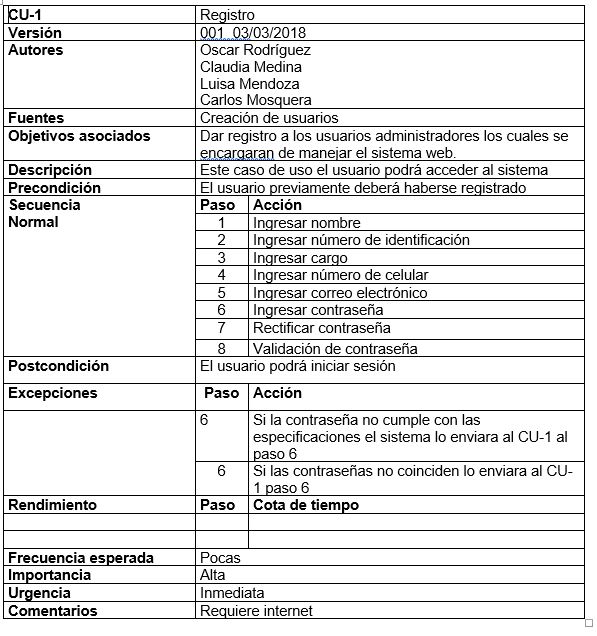 CU-1 Registro
Versión 001 03/03/2018
Autores Oscar Rodríguez
Claudia Medina
Luisa Mendoza
Carlos Mosquera
Fuentes Creación de usuarios
Objetivos asociados Dar registro a los usuarios administradores los cuales se
encargaran de manejar el sistema web.
Descripción Este caso de uso el usuario podrá acceder al sistema
Precondición El usuario previamente deberá haberse registrado
Secuencia Paso Acción
Normal 1 Ingresar nombre
2 Ingresar número de identificación
3 Ingresar cargo
4 Ingresar número de celular
5 Ingresar correo electrónico
6 Ingresar contraseña
7 Rectificar contraseña
8 Validación de contraseña
Postcondición El usuario podrá iniciar sesión
Excepciones Paso Acción
6 Si la contraseña no cumple con las
especificaciones el sistema lo enviara al CU-1 al
paso 6
6 Si las contraseñas no coinciden lo enviara al CU-
1 paso 6
Rendimiento Paso Cota de tiempo
Frecuencia esperada Pocas
Importancia Alta
Urgencia Inmediata
Comentarios Requiere internet